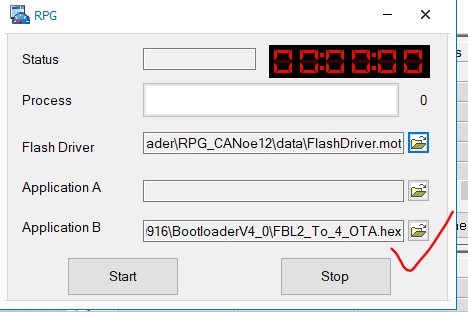 RPG
Status
00:00:00
Process
0
Flash Driver
ader\RPG_CANoe12\data\FlashDriver.mot
Application A
Application B
916\BootloaderV4_0\FBL2_To_4_OTA.hex
Start
Stop